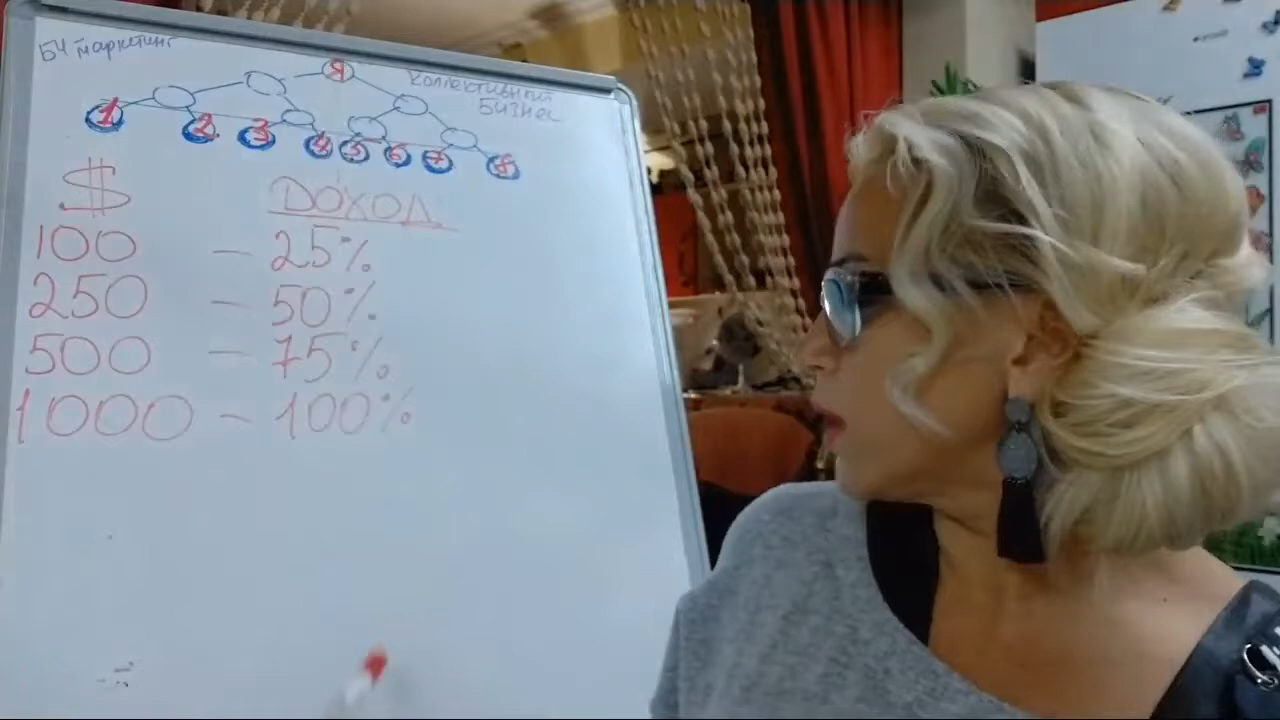 БЧ маркетинг
Я
Коллективный
Бизнес
1 2 3 4 5 6 7 8
$ ДОХОД
100 - 25%
250 - 50%
500 - 75%
1000 - 100%